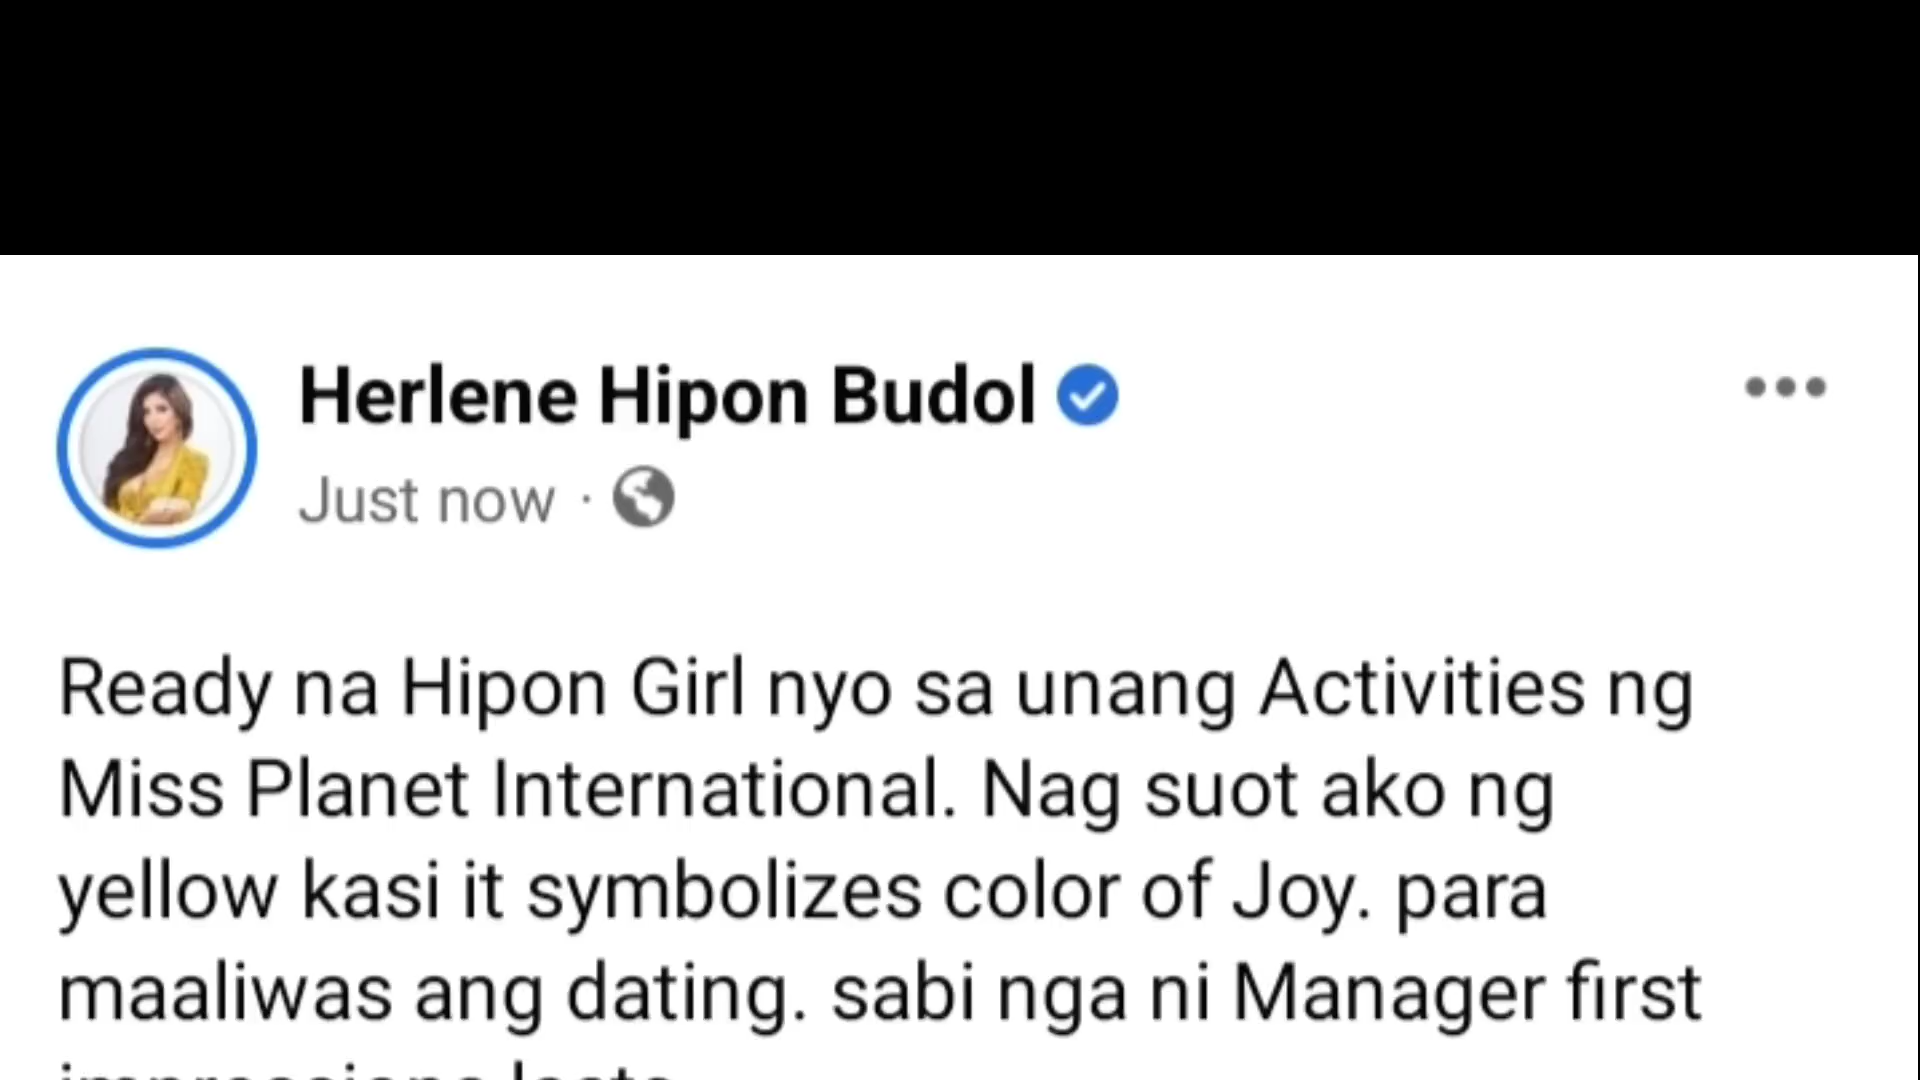 Herlene Hipon Budol
Just now ·
Ready na Hipon Girl nyo sa unang Activities ng
Miss Planet International. Nag suot ako ng
yellow kasi it symbolizes color of Joy. para
maaliwas ang dating. sabi nga ni Manager first